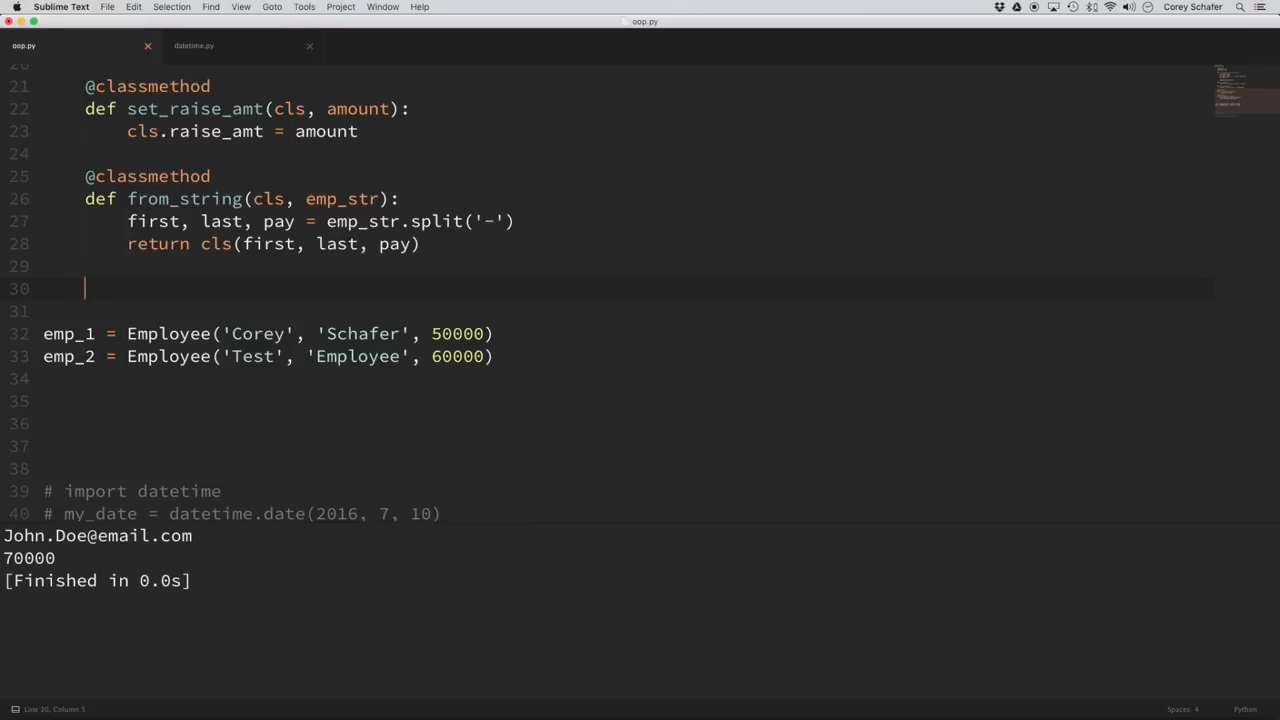 Sublime Text File Edit Selection Find View Goto Tools Project Window Help Corey Schafer
oop.py
oop.py datetime.py
20
21 @classmethod
22 def set_raise_amt(cls, amount):
23 cls.raise_amt = amount
24
25 @classmethod
26 def from_string(cls, emp_str):
27 first, last, pay = emp_str.split('-')
28 return cls(first, last, pay)
29
30
31
32 emp_1 = Employee('Corey', 'Schafer', 50000)
33 emp_2 = Employee('Test', 'Employee', 60000)
34
35
36
37
38
39 # import datetime
40 # my_date = datetime.date(2016, 7, 10)
John.Doe@email.com
70000
[Finished in 0.0s]
Line 30, Column 5 Spaces: 4 Python